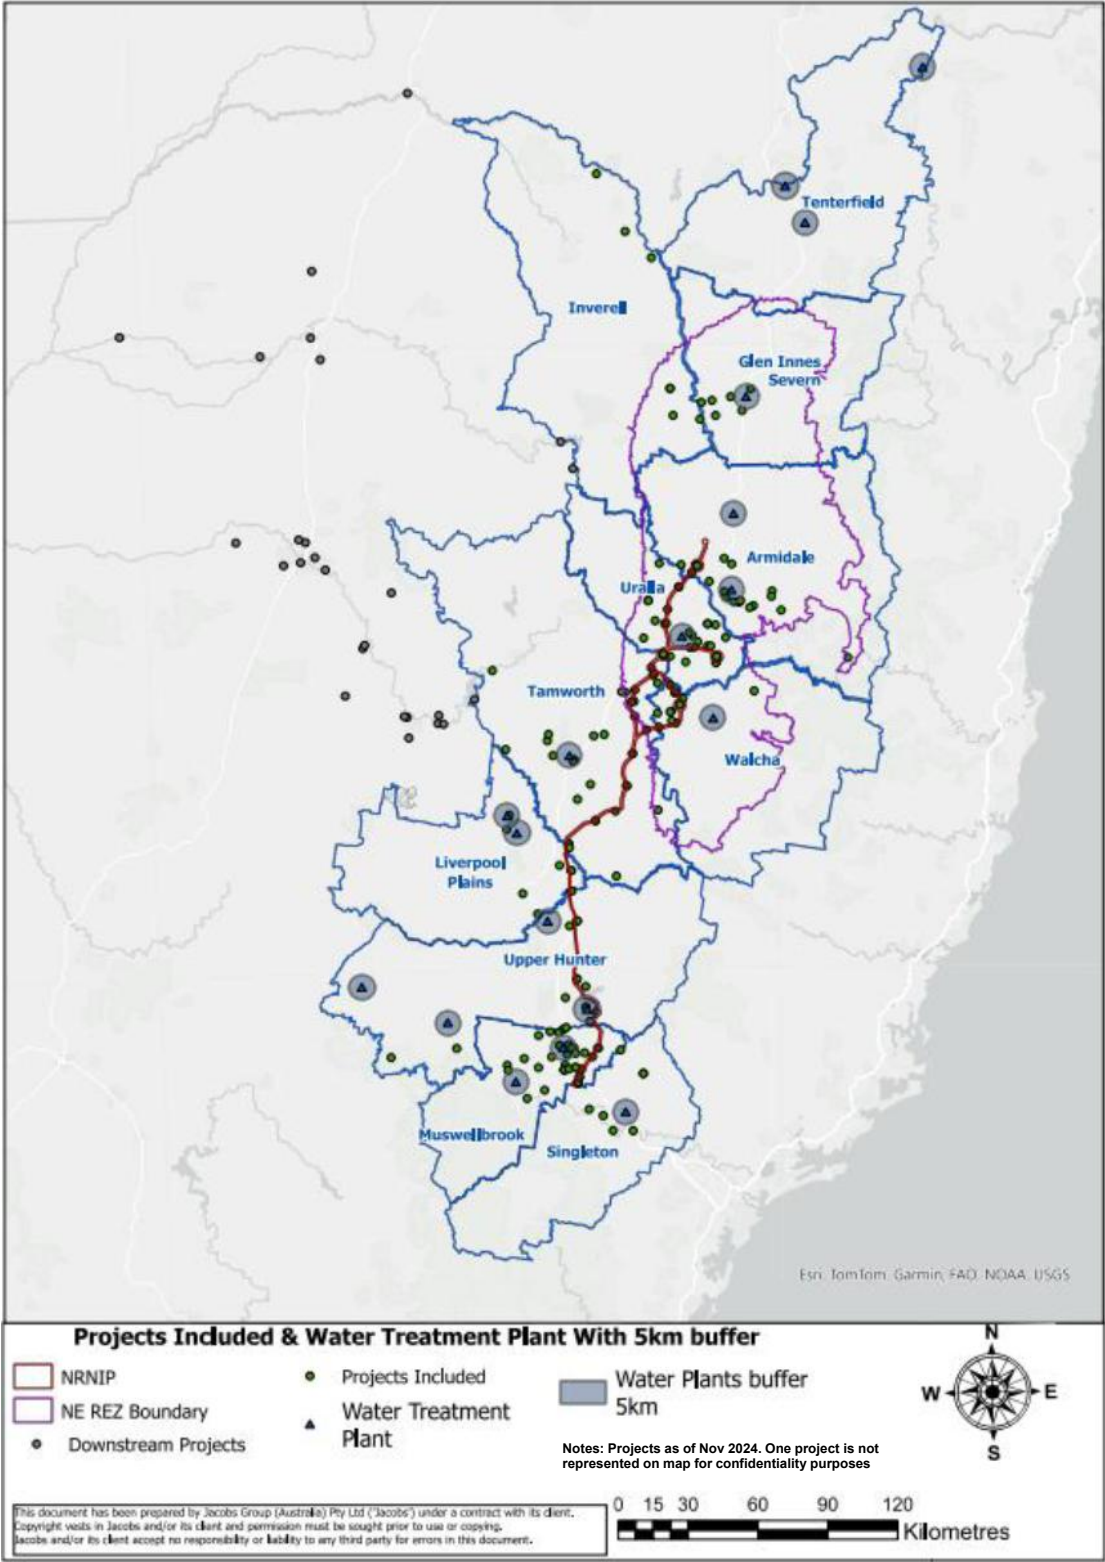 Tenterfield
Inverell
Glen Innes
Severn
Armidale
Uralla
Tamworth
Walcha
Liverpool
Plains
Upper Hunter
Muswellbrook
Singleton
Esri, TomTom, Garmin, FAO, NOAA, USGS
Projects Included & Water Treatment Plant With 5km buffer
NRNIP
NE REZ Boundary
Downstream Projects
Projects Included
Water Treatment
Plant
Water Plants buffer
5km
Notes: Projects as of Nov 2024. One project is not
represented on map for confidentiality purposes
N
W E
S
This document has been prepared by Jacobs Group (Australia) Pty Ltd ("Jacobs") under a contract with its client.
Copyright vests in Jacobs and/or its client and permission must be sought prior to use or copying.
Jacobs and/or its client accept no responsibility or liability to any third party for errors in this document.
0 15 30 60 90 120
Kilometres